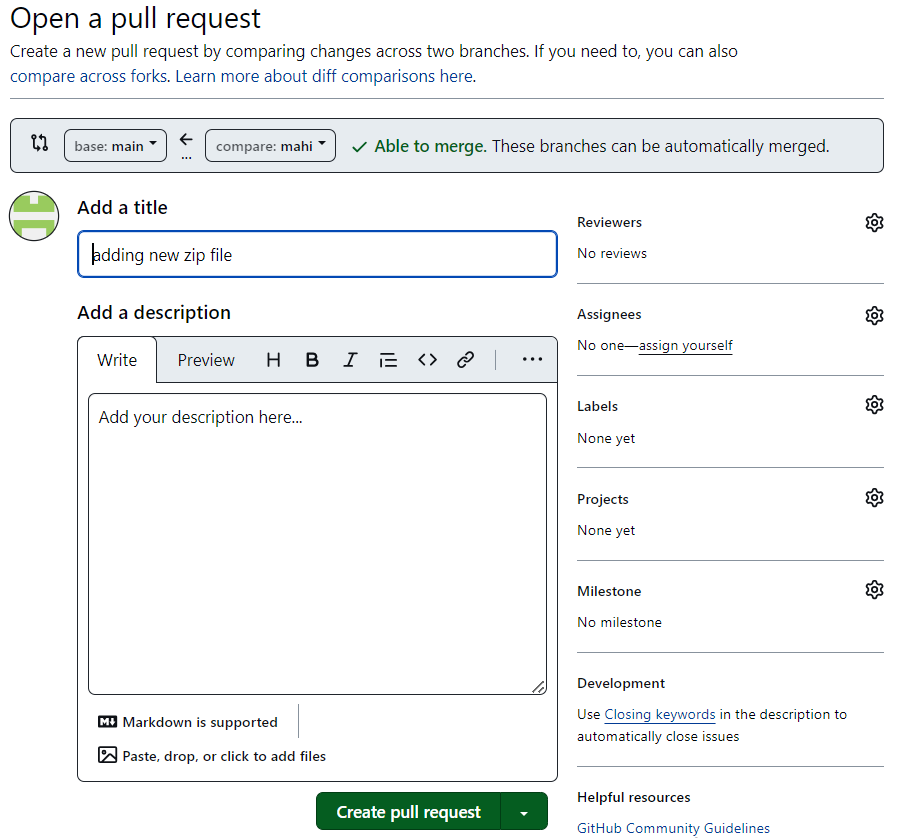 Open a pull request
Create a new pull request by comparing changes across two branches. If you need to, you can also
compare across forks. Learn more about diff comparisons here.
base: main
...
compare: mahi
Able to merge. These branches can be automatically merged.
Add a title
adding new zip file
Add a description
Write
Preview
H B I
Add your description here...
Markdown is supported
Paste, drop, or click to add files
Create pull request
Reviewers
No reviews
Assignees
No one—assign yourself
Labels
None yet
Projects
None yet
Milestone
No milestone
Development
Use Closing keywords in the description to
automatically close issues
Helpful resources
GitHub Community Guidelines